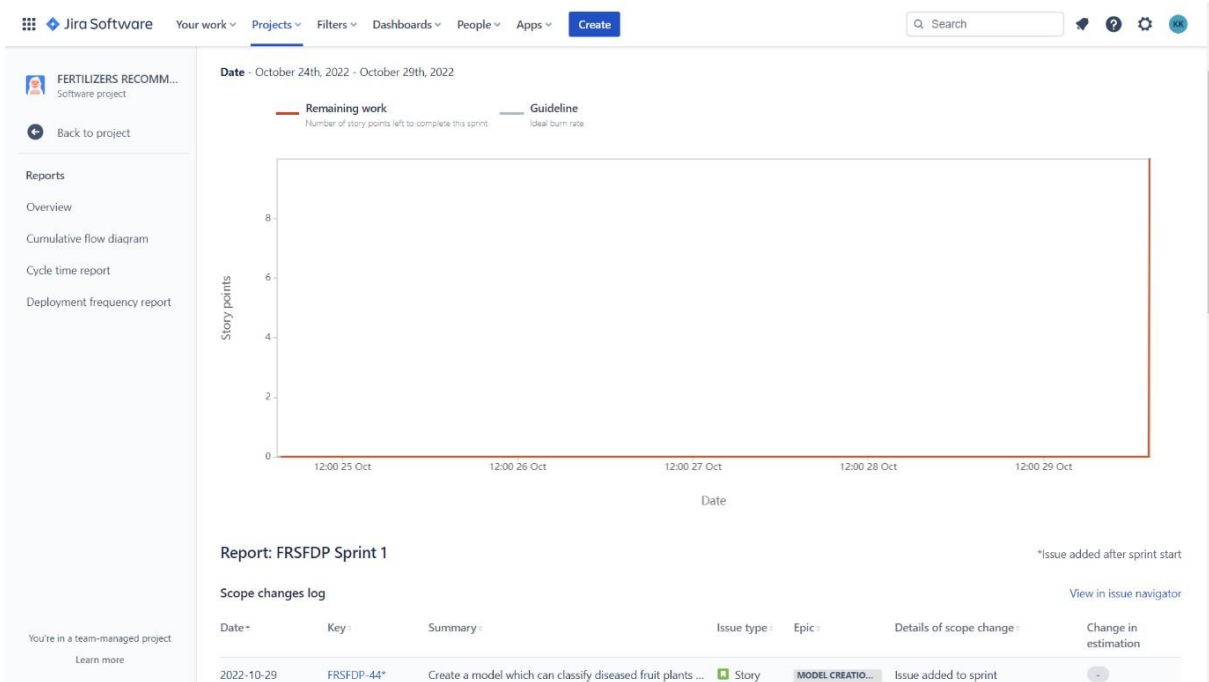 Jira Software Your work Projects Filters Dashboards People Apps Create Search KK
FERTILIZERS RECOMM...
Software project
Back to project
Reports
Overview
Cumulative flow diagram
Cycle time report
Deployment frequency report
You're in a team-managed project
Learn more
Date - October 24th, 2022 - October 29th, 2022
Remaining work
Number of story points left to complete this sprint
Guideline
Ideal burn rate
Story points
8
6
4
2
0
12:00 25 Oct 12:00 26 Oct 12:00 27 Oct 12:00 28 Oct 12:00 29 Oct
Date
Report: FRSFDP Sprint 1
*Issue added after sprint start
Scope changes log
View in issue navigator
Date Key Summary Issue type Epic Details of scope change Change in estimation
2022-10-29 FRSFDP-44* Create a model which can classify diseased fruit plants ... Story MODEL CREATIO... Issue added to sprint -